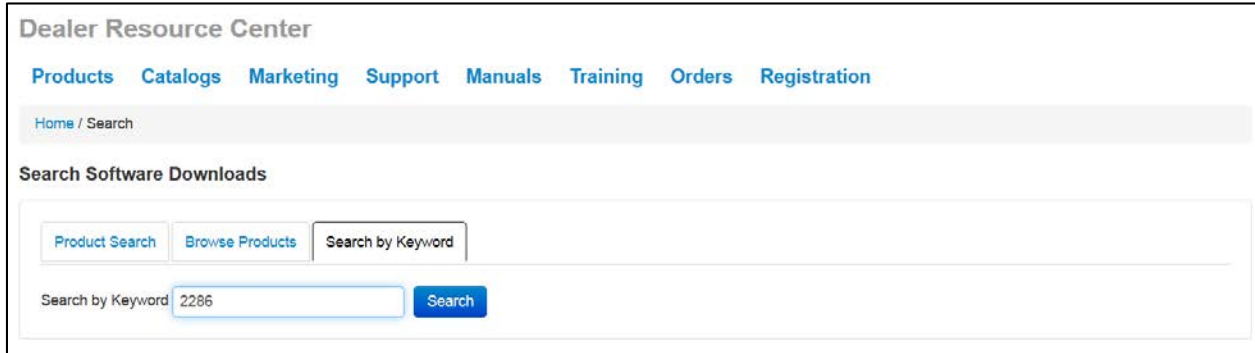 Dealer Resource Center
Products Catalogs Marketing Support Manuals Training Orders Registration
Home / Search
Search Software Downloads
Product Search Browse Products Search by Keyword
Search by Keyword 2286 Search